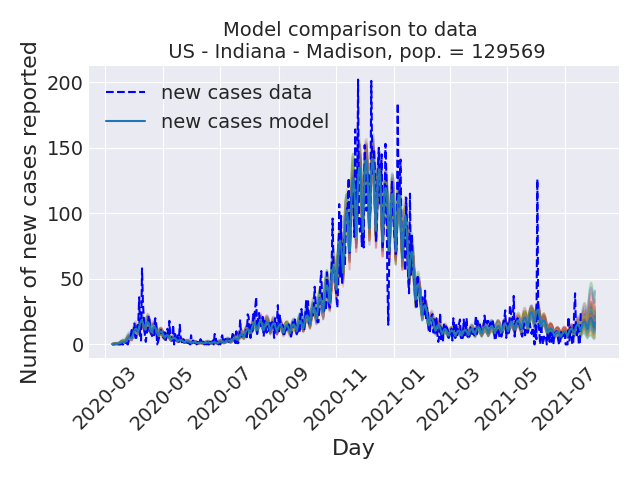 Model comparison to data
US - Indiana - Madison, pop. = 129569
Number of new cases reported
200
150
100
50
0
new cases data
new cases model
2020-03
2020-05
2020-07
2020-09
2020-11
2021-01
2021-03
2021-05
2021-07
Day